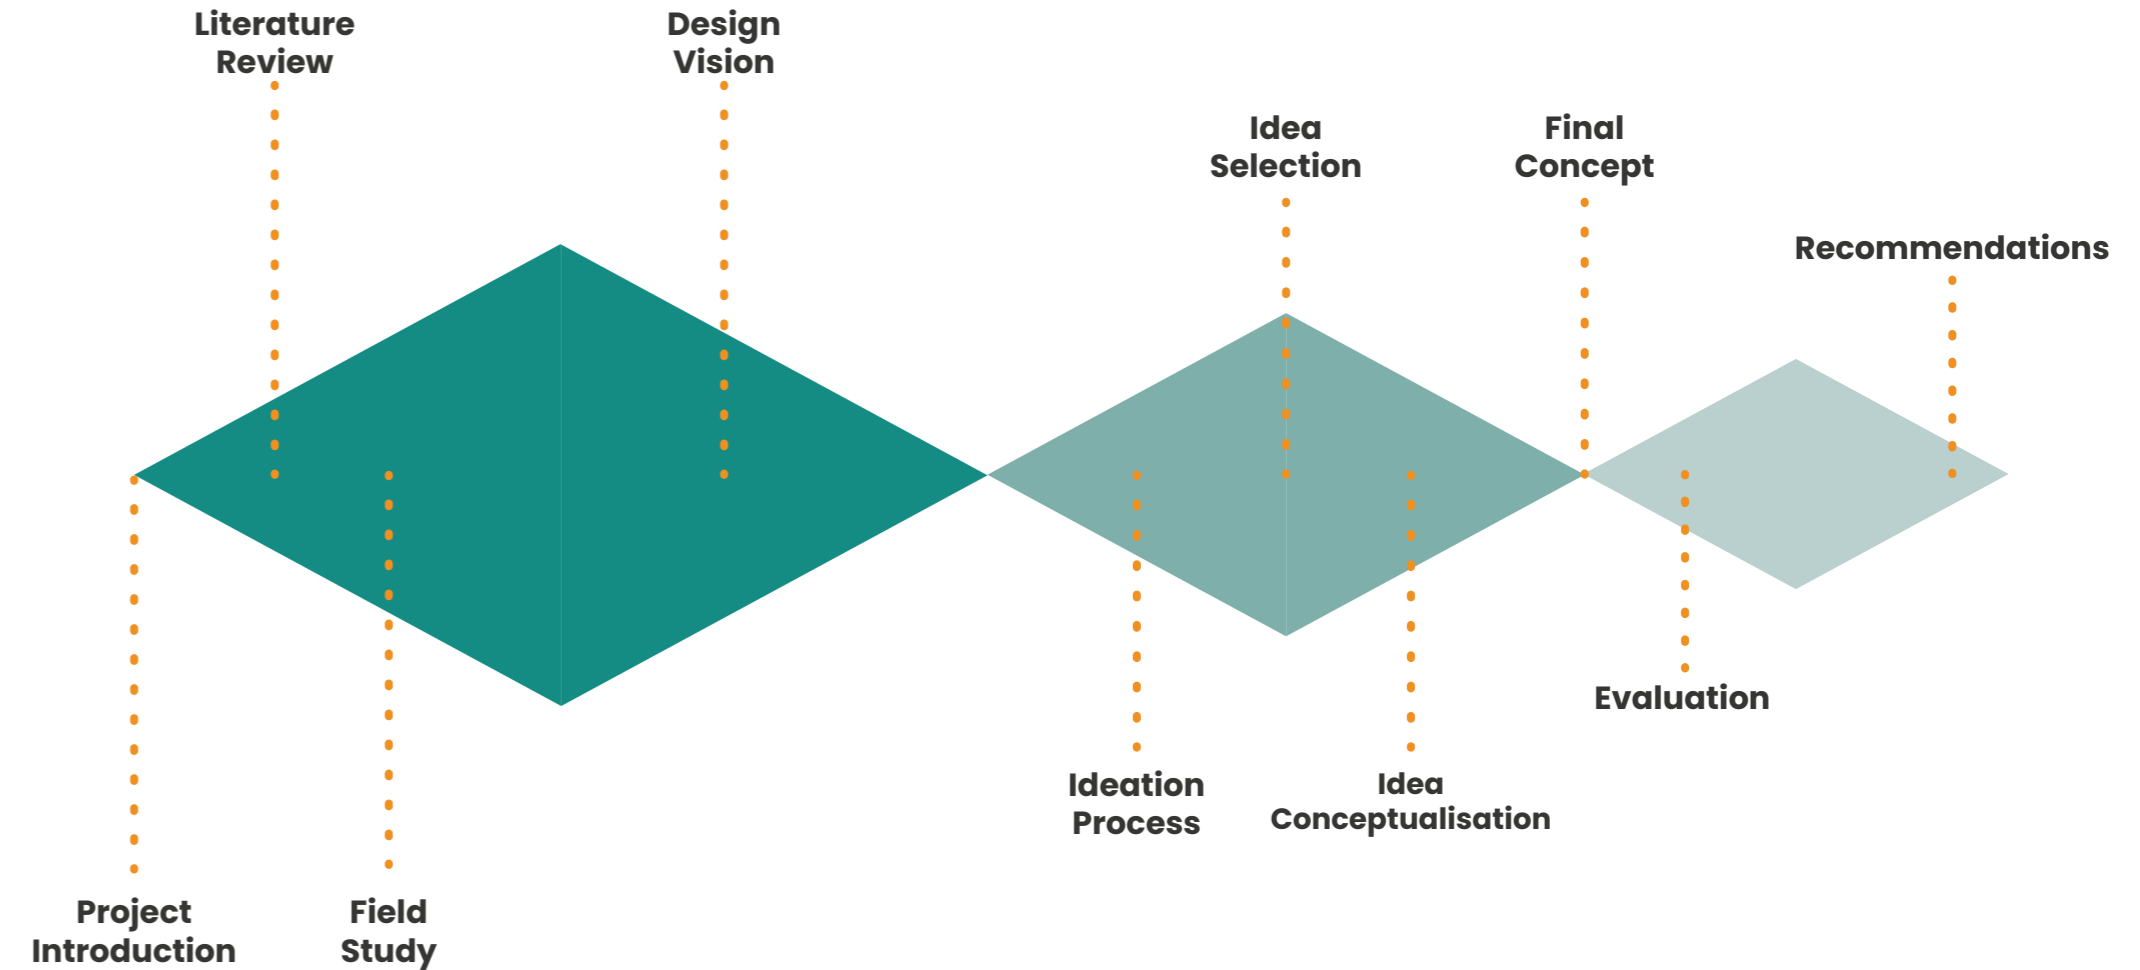 Literature
Review
Design
Vision
Idea
Selection
Final
Concept
Recommendations
Evaluation
Ideation
Process
Idea
Conceptualisation
Project
Introduction
Field
Study